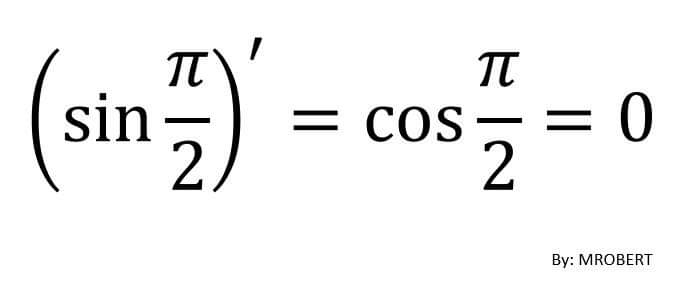 (sin π/2)′ = cos π/2 = 0
By: MROBERT